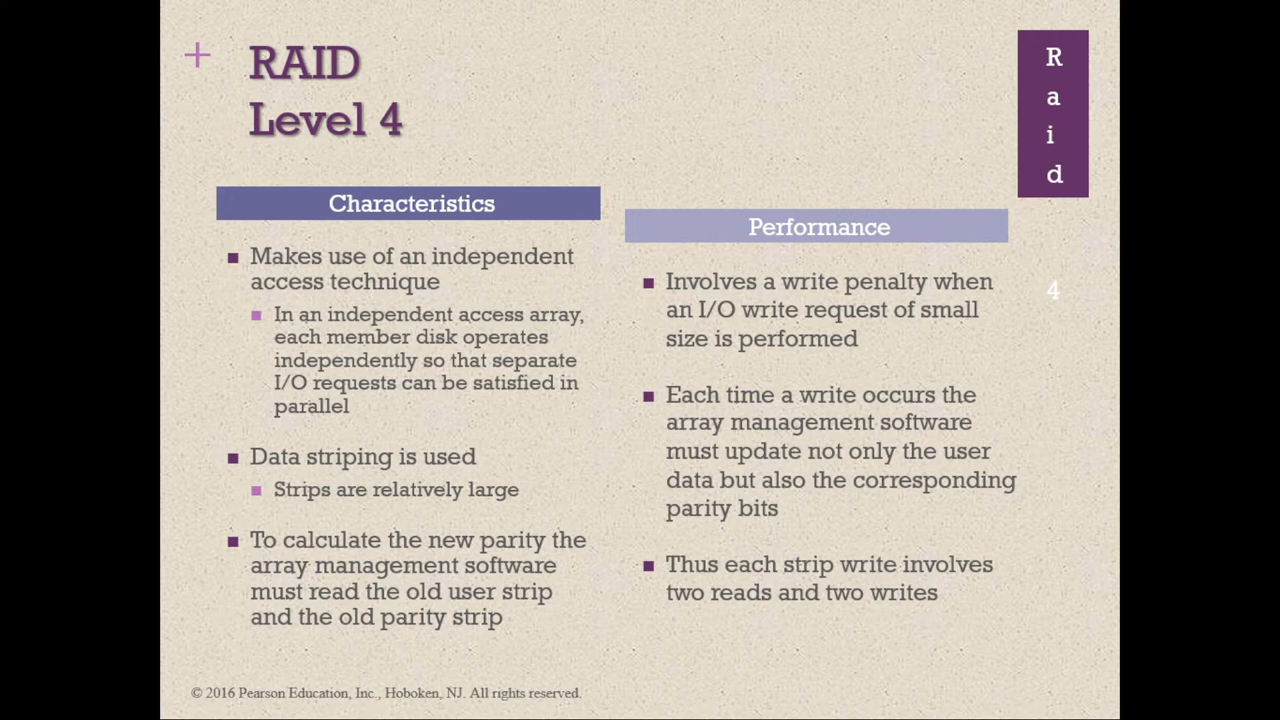 +
RAID
Level 4
R
a
i
d
4
Characteristics
Makes use of an independent
access technique
In an independent access array,
each member disk operates
independently so that separate
I/O requests can be satisfied in
parallel
Data striping is used
Strips are relatively large
To calculate the new parity the
array management software
must read the old user strip
and the old parity strip
Performance
Involves a write penalty when
an I/O write request of small
size is performed
Each time a write occurs the
array management software
must update not only the user
data but also the corresponding
parity bits
Thus each strip write involves
two reads and two writes
© 2016 Pearson Education, Inc., Hoboken, NJ. All rights reserved.